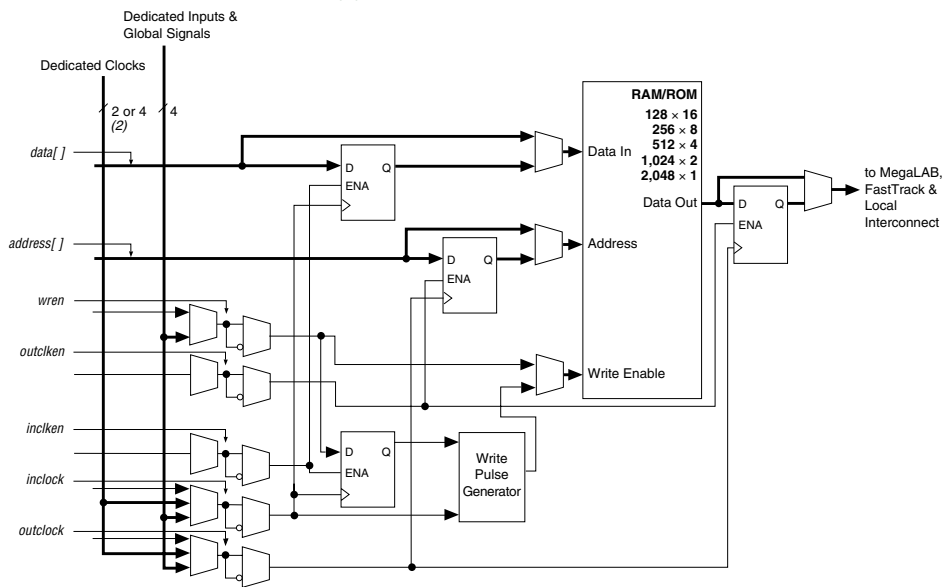 Dedicated Inputs &
Global Signals
Dedicated Clocks
2 or 4
(2)
4
RAM/ROM
128 × 16
256 × 8
512 × 4
1,024 × 2
2,048 × 1
data[ ]
D Q
ENA
Data In
Data Out
D Q
ENA
to MegaLAB,
FastTrack &
Local
Interconnect
address[ ]
D Q
ENA
Address
wren
outclken
Write Enable
inclken
D Q
ENA
Write
Pulse
Generator
inclock
outclock